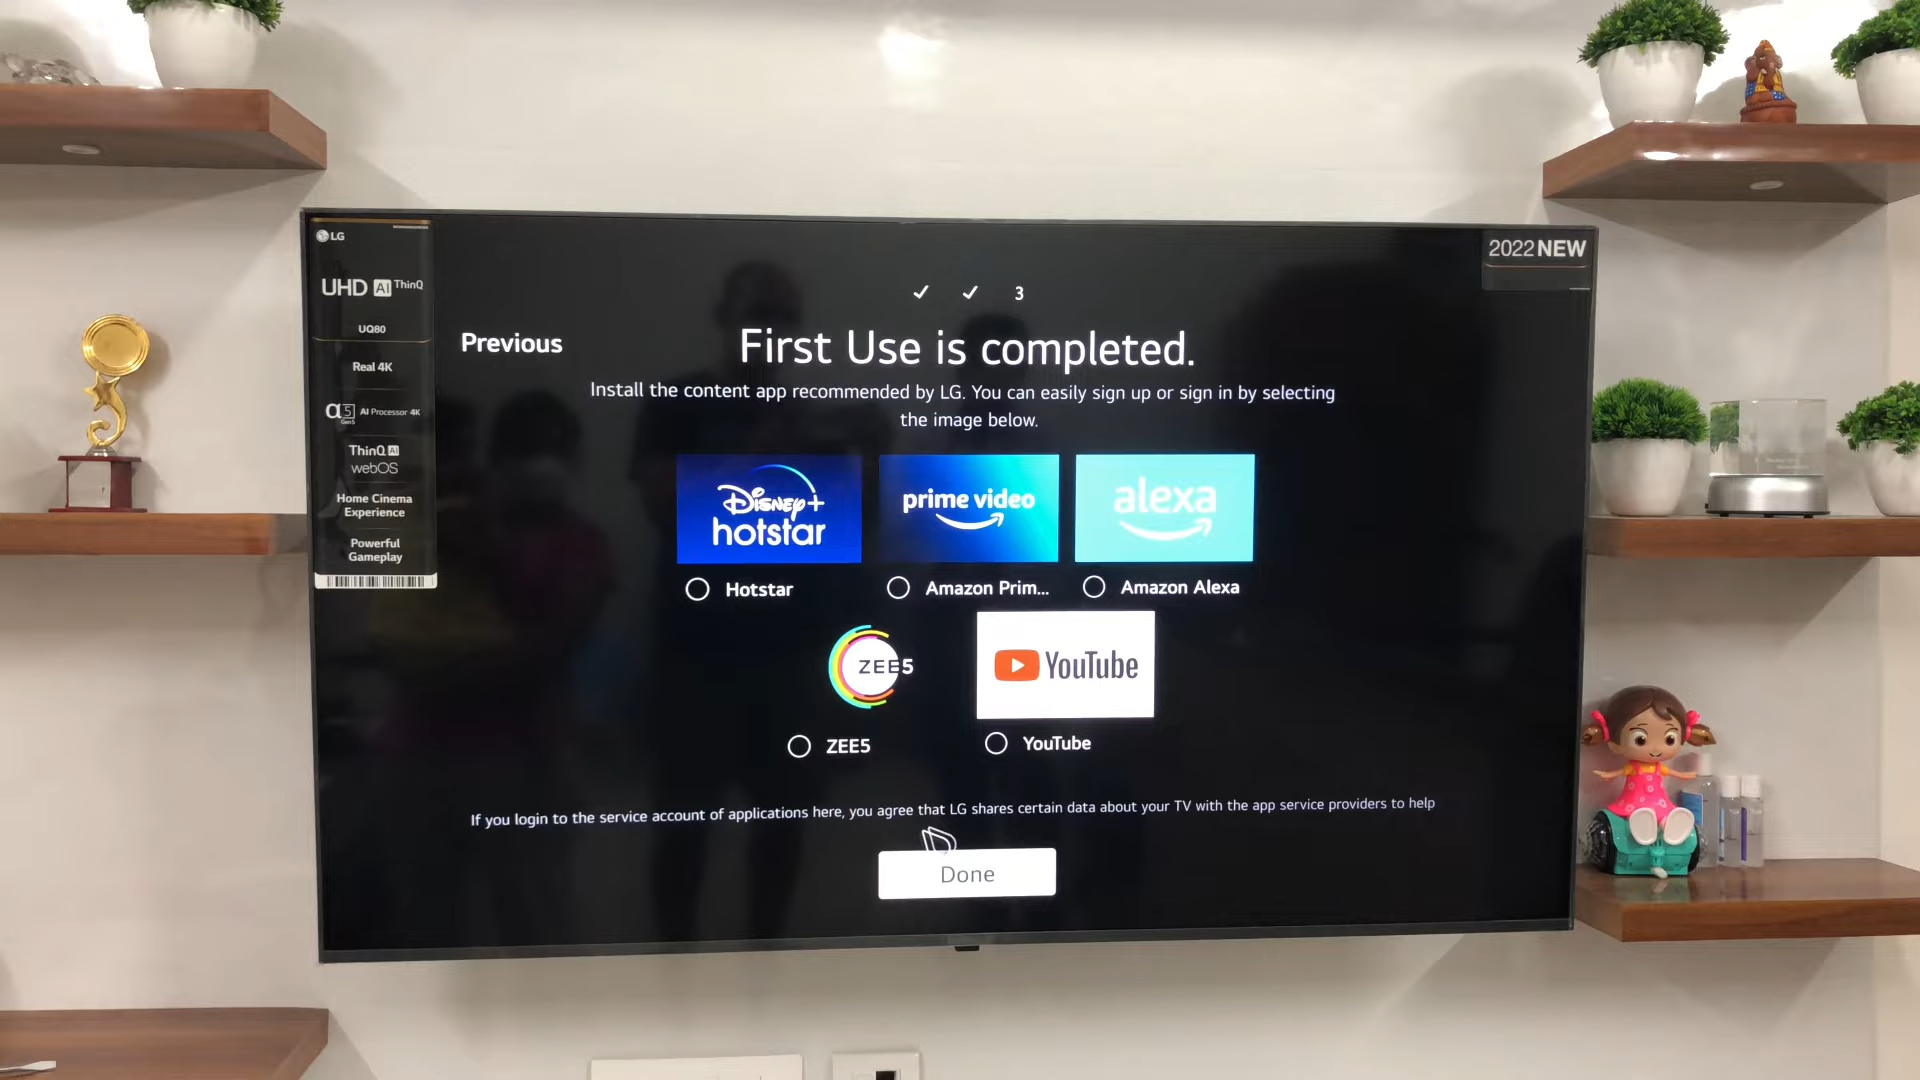 LG
UHD AI ThinQ
UQ80
Real 4K
α5 Gen5 AI Processor 4K
ThinQ AI
webOS
Home Cinema
Experience
Powerful
Gameplay
2022 NEW
3
Previous
First Use is completed.
Install the content app recommended by LG. You can easily sign up or sign in by selecting
the image below.
Disney+
hotstar
prime video
alexa
Hotstar
Amazon Prim...
Amazon Alexa
ZEE5
YouTube
ZEE5
YouTube
If you login to the service account of applications here, you agree that LG shares certain data about your TV with the app service providers to help
Done